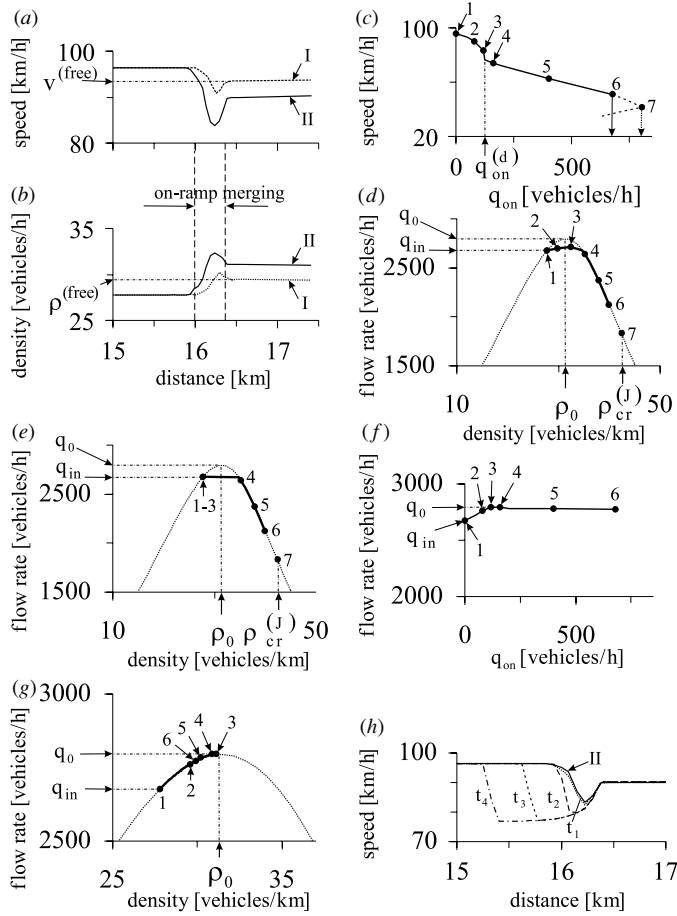 (a)
100
80
speed [km/h]
v(free)
I
II
(b)
on-ramp merging
35
25
density [vehicles/h]
ρ(free)
II
I
15 16 17
distance [km]
(c)
100
20
speed [km/h]
1 2 3 4 5 6 7
0 500
q(d)on
qon [vehicles/h]
(d)
q0
qin
2500
1500
flow rate [vehicles/h]
1 2 3 4 5 6 7
10 50
ρ0 ρ(J)cr
density [vehicles/km]
(e)
q0
qin
2500
1500
flow rate [vehicles/h]
1-3 4 5 6 7
10 50
ρ0 ρ(J)cr
density [vehicles/km]
(f)
3000
2000
flow rate [vehicles/h]
q0
qin
1 2 3 4 5 6
0 500
qon [vehicles/h]
(g)
3000
2500
flow rate [vehicles/h]
q0
qin
1 2 6 5 4 3
25 35
density [vehicles/km]
ρ0
(h)
100
70
speed [km/h]
II
t4 t3 t2 t1
15 16 17
distance [km]